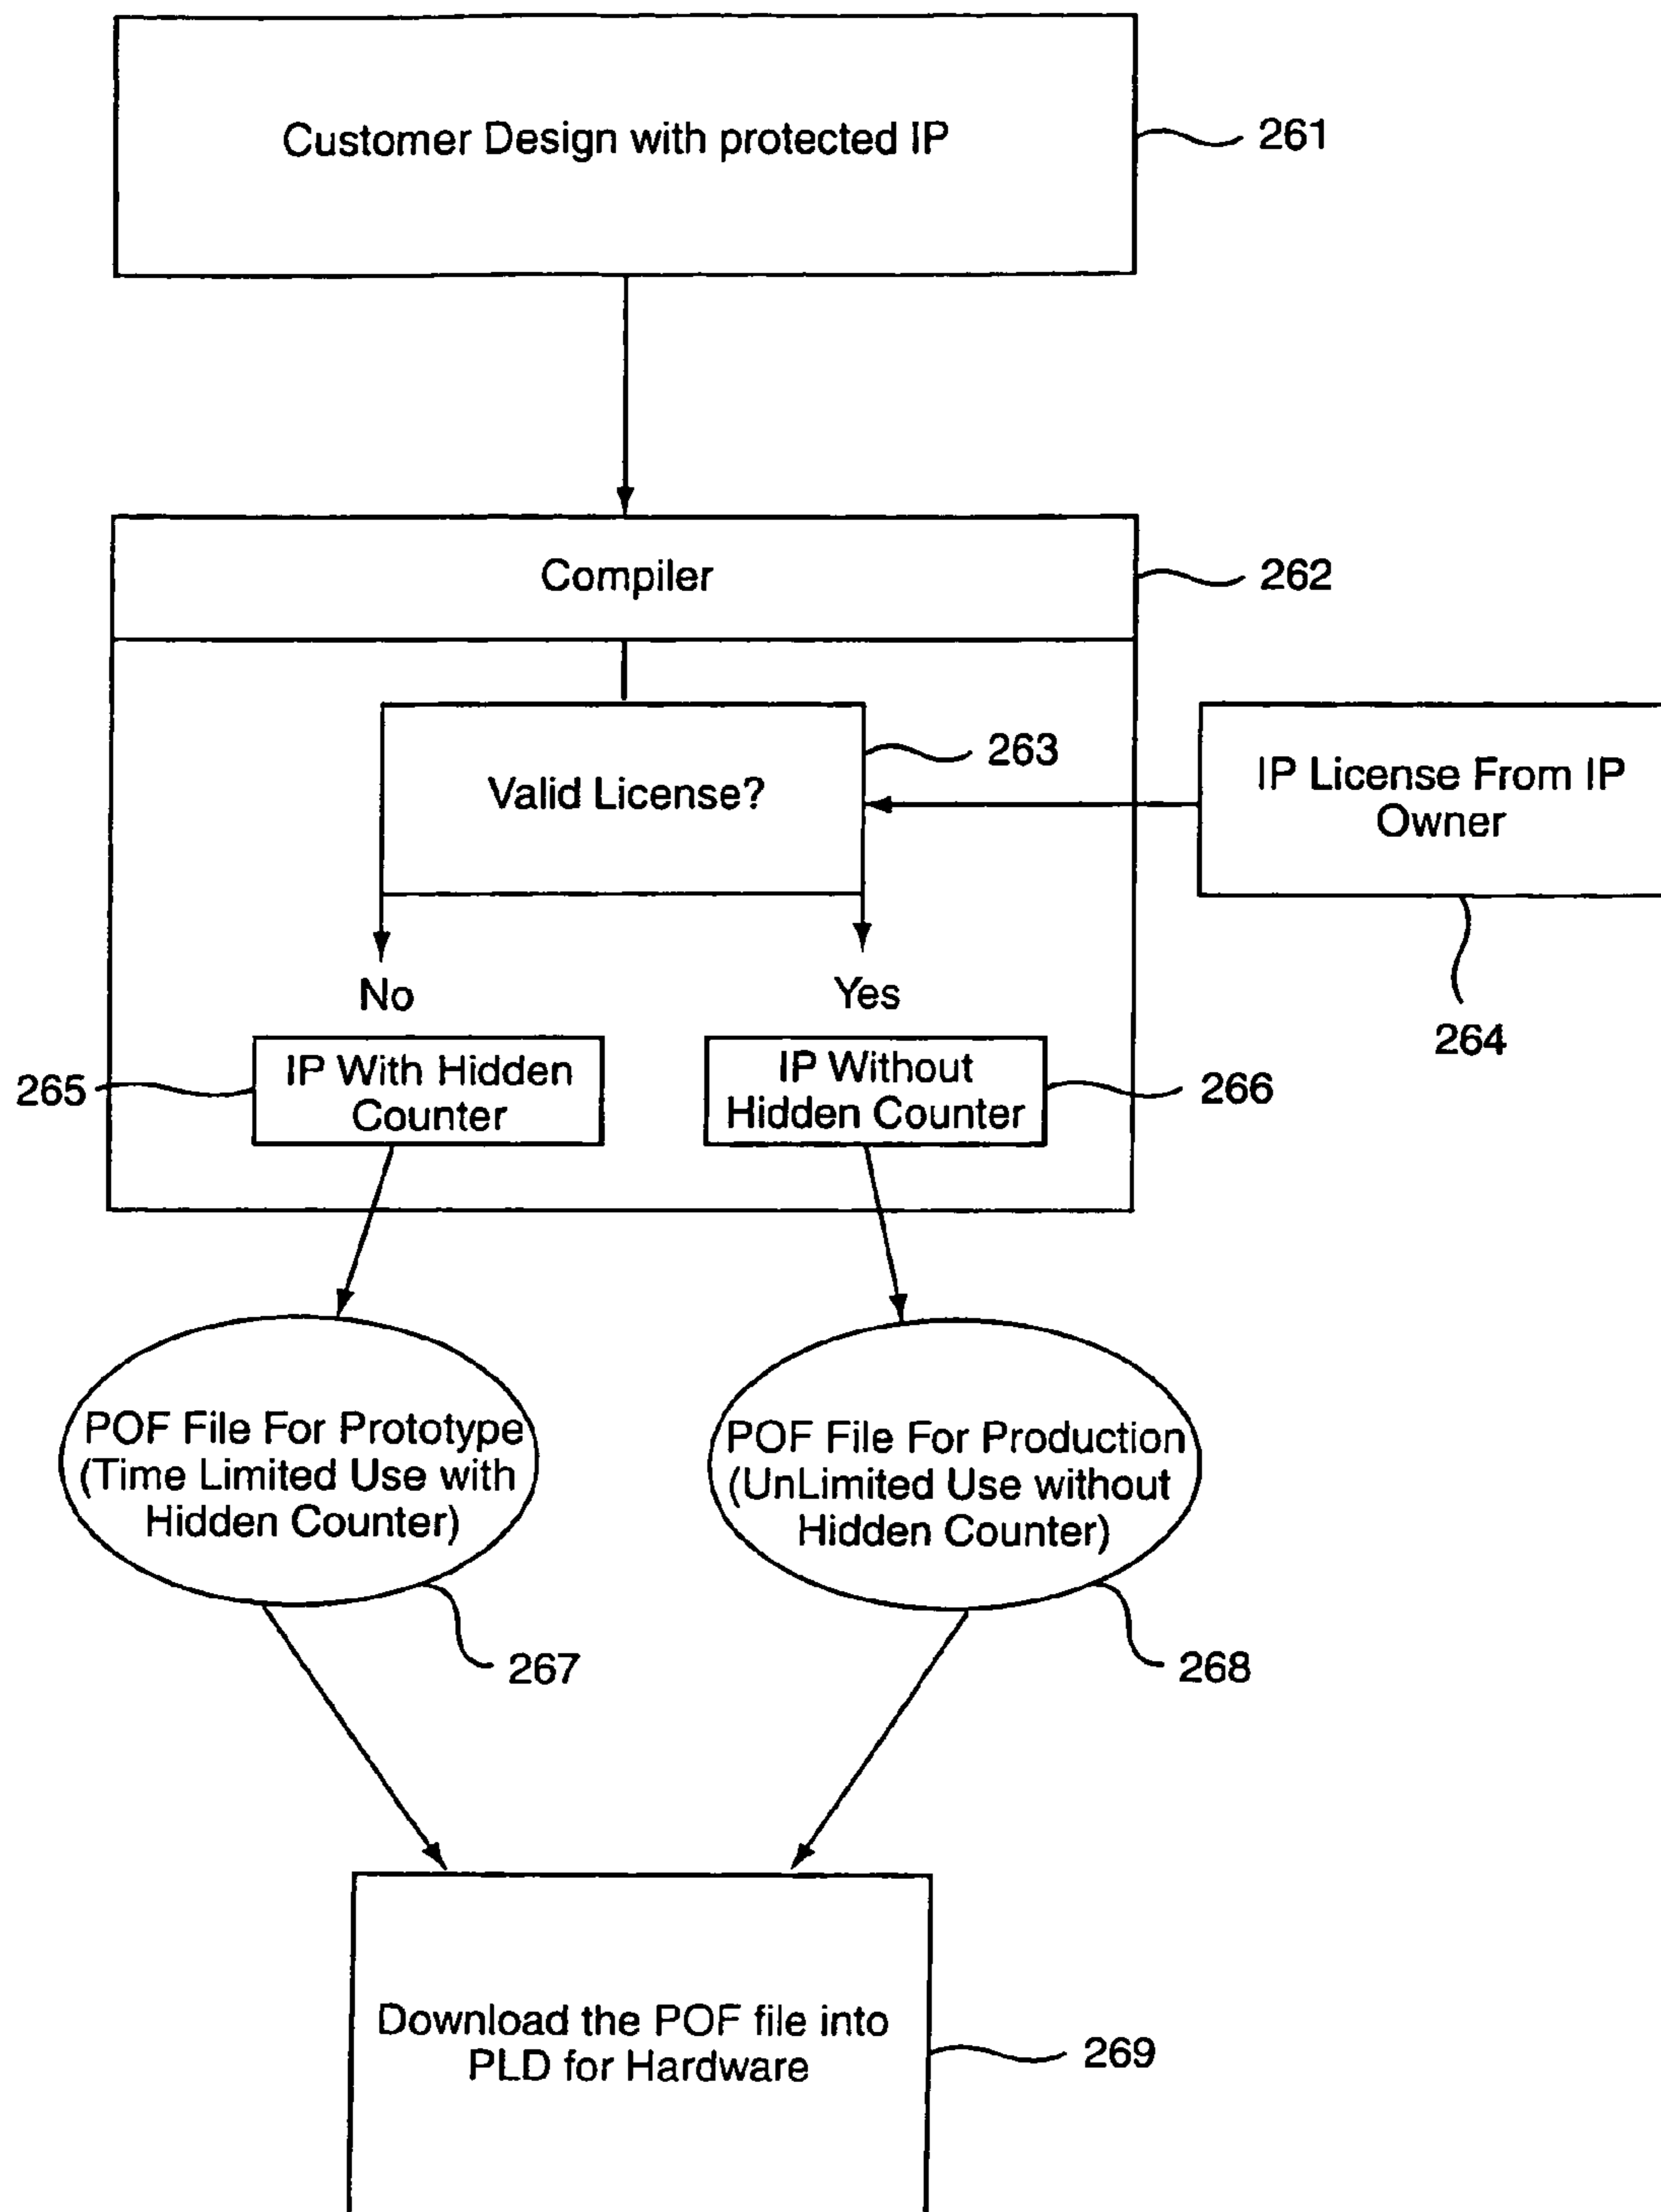 Customer Design with protected IP
261
Compiler
262
263
Valid License?
IP License From IP
Owner
264
No
Yes
265
IP With Hidden
Counter
IP Without
Hidden Counter
266
POF File For Prototype
(Time Limited Use with
Hidden Counter)
267
POF File For Production
(UnLimited Use without
Hidden Counter)
268
Download the POF file into
PLD for Hardware
269